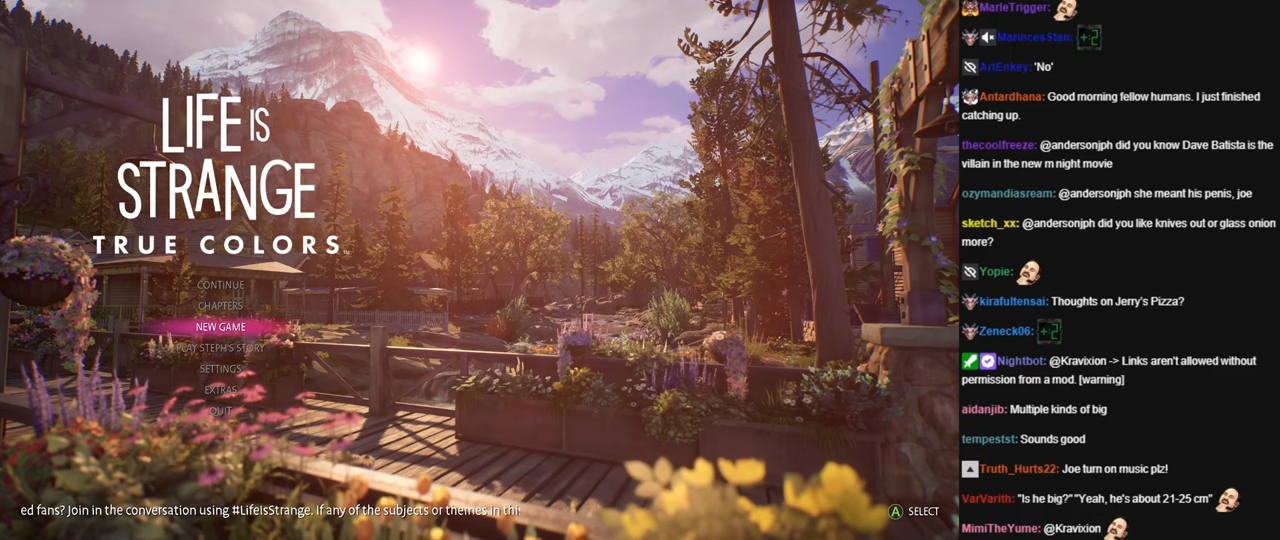 LIFE IS
STRANGE
TRUE COLORS
CONTINUE
CHAPTERS
NEW GAME
PLAY STEPH'S STORY
SETTINGS
EXTRAS
QUIT
ed fans? Join in the conversation using #LifeIsStrange. If any of the subjects or themes in thi
A SELECT
MarleTrigger:
MarincesStan: +2
ArtEnkey: 'No'
Antardhana: Good morning fellow humans. I just finished
catching up.
thecoolfreeze: @andersonjph did you know Dave Batista is the
villain in the new m night movie
ozymandiasream: @andersonjph she meant his penis, joe
sketch_xx: @andersonjph did you like knives out or glass onion
more?
Yopie:
kirafultensai: Thoughts on Jerry's Pizza?
Zeneck06: +2
Nightbot: @Kravixion -> Links aren't allowed without
permission from a mod. [warning]
aidanjib: Multiple kinds of big
tempestst: Sounds good
Truth_Hurts22: Joe turn on music plz!
VarVarith: "Is he big?" "Yeah, he's about 21-25 cm"
MimiTheYume: @Kravixion